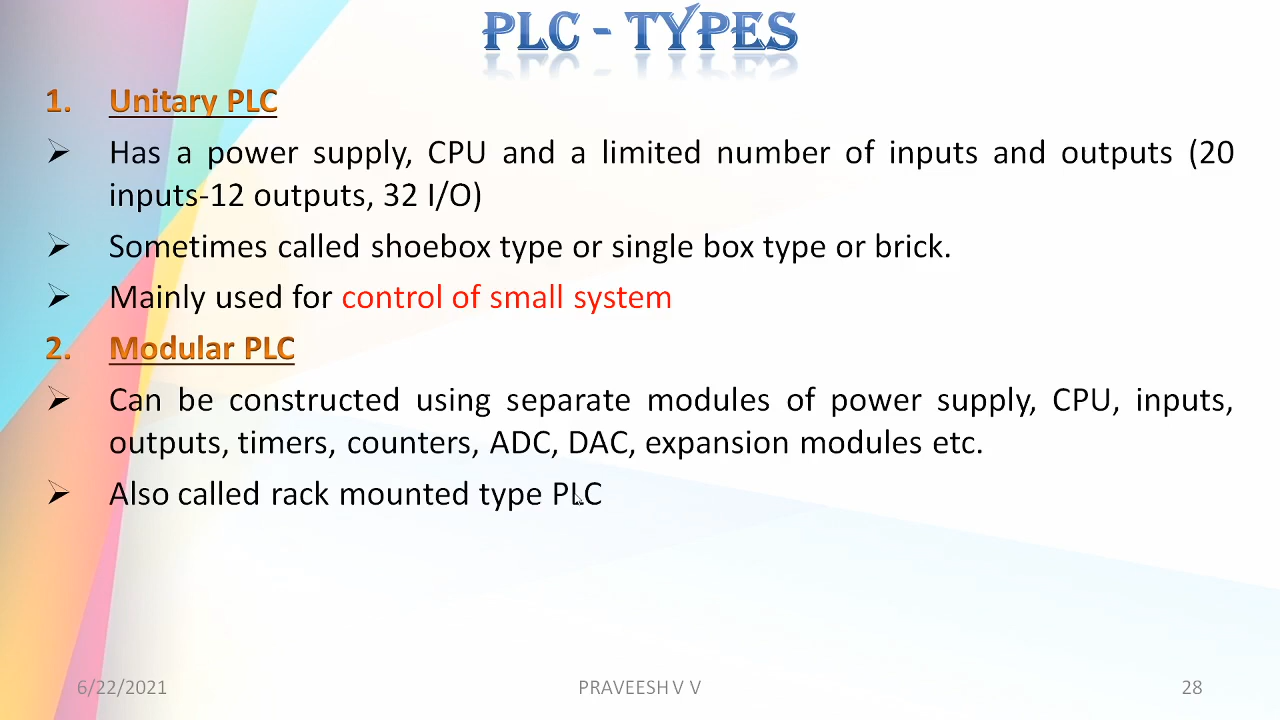 PLC - TYPES
1. Unitary PLC
➢ Has a power supply, CPU and a limited number of inputs and outputs (20
inputs-12 outputs, 32 I/O)
➢ Sometimes called shoebox type or single box type or brick.
➢ Mainly used for control of small system
2. Modular PLC
➢ Can be constructed using separate modules of power supply, CPU, inputs,
outputs, timers, counters, ADC, DAC, expansion modules etc.
➢ Also called rack mounted type PLC
6/22/2021 PRAVEESH V V 28